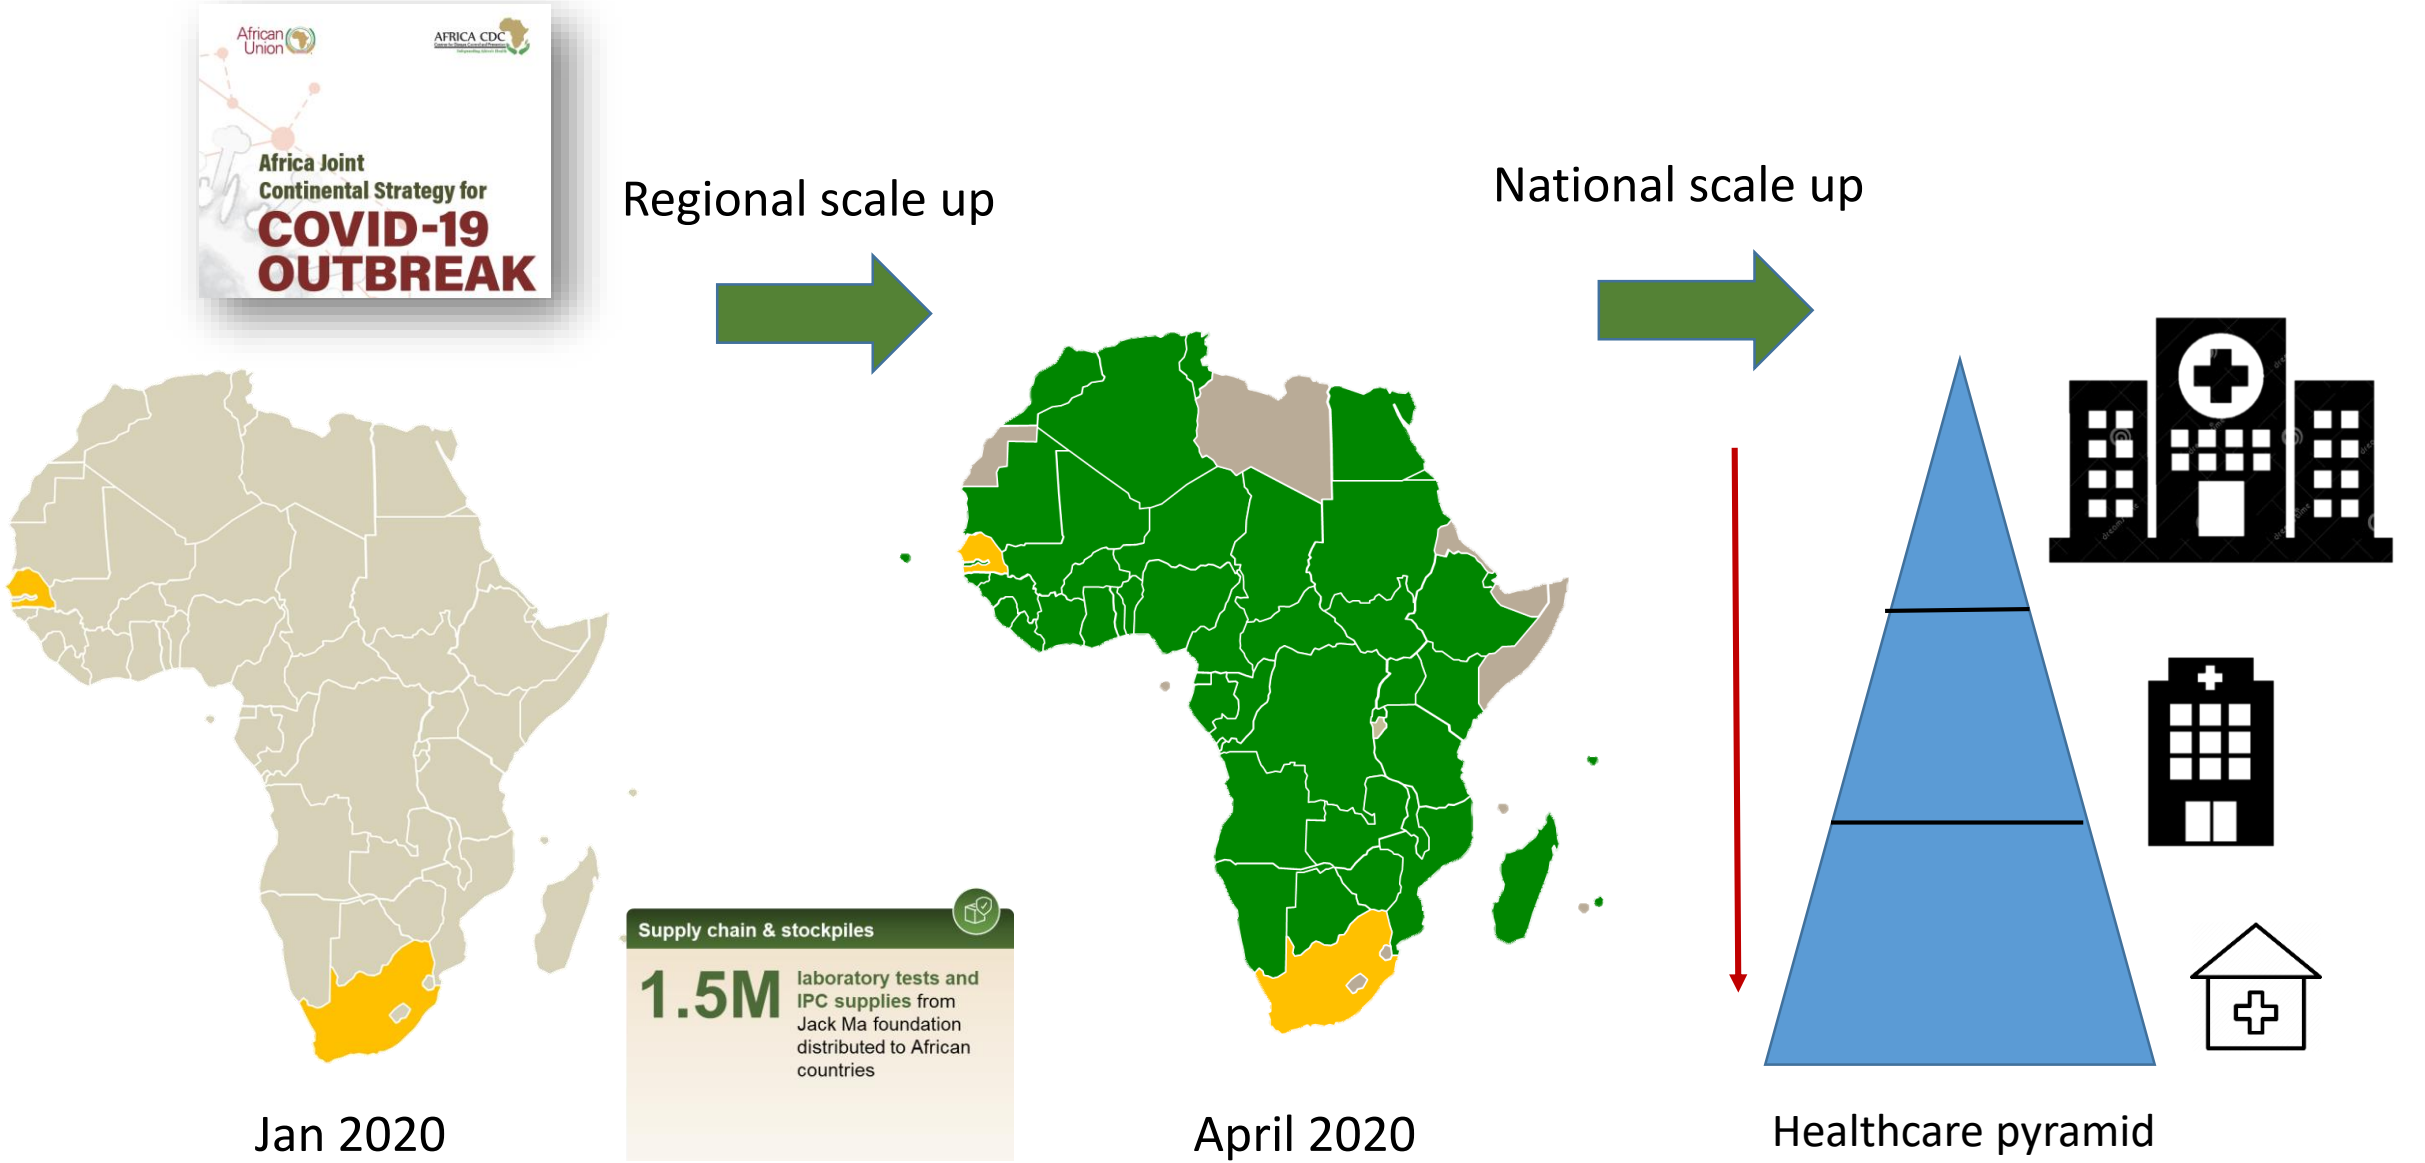 African
Union
AFRICA CDC
Africa Joint
Continental Strategy for
COVID-19
OUTBREAK
Regional scale up
National scale up
Supply chain & stockpiles
1.5M
laboratory tests and
IPC supplies from
Jack Ma foundation
distributed to African
countries
Jan 2020
April 2020
Healthcare pyramid